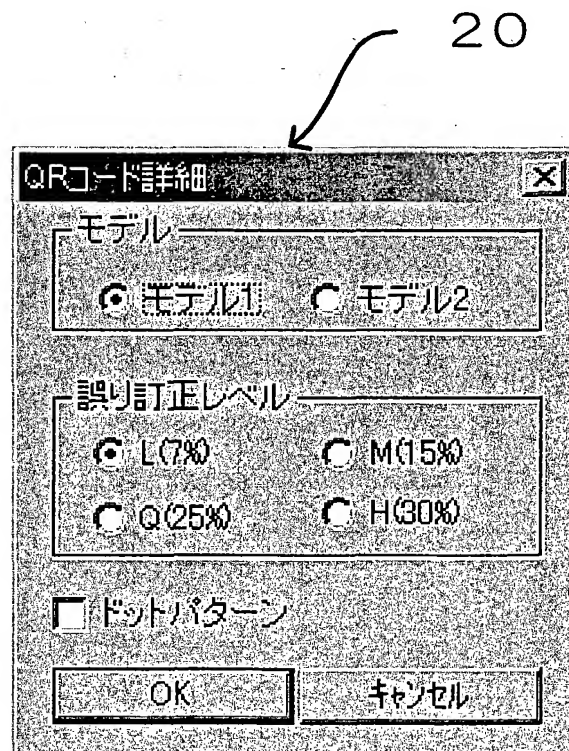 20
QRコード詳細
モデル
モデル1 モデル2
誤り訂正レベル
L(7%) M(15%)
Q(25%) H(30%)
ドットパターン
OK キャンセル